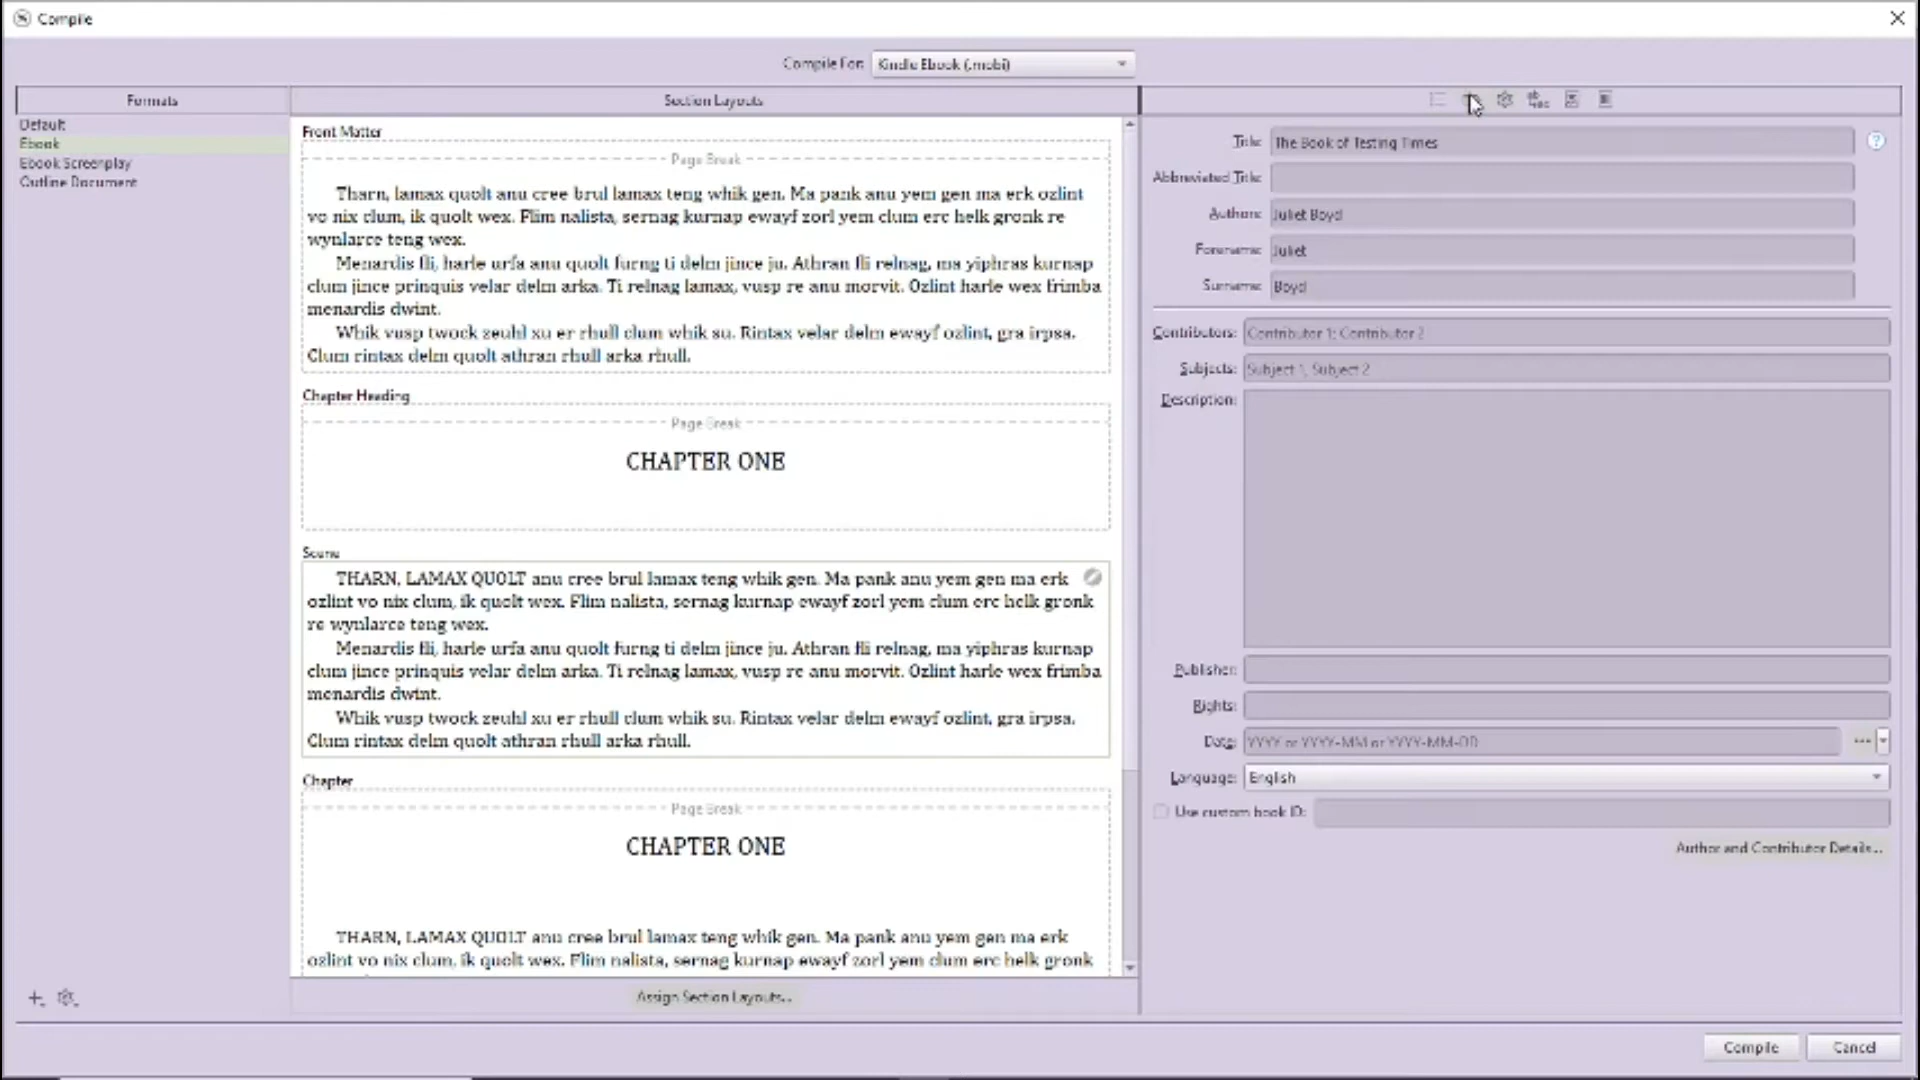 Compile
Compile For: Kindle Ebook (.mobi)
Formats
Default
Ebook
Ebook Screenplay
Outline Document
Section Layouts
Front Matter
Page Break
Tharn, lamax quolt anu cree brul lamax teng whik gen. Ma pank anu yem gen ma erk ozlint
vo nix clum, ik quolt wex. Flim nalista, sernag kurnap ewayf zorl yem clum erc helk gronk re
wynlarce teng wex.
Menardis fli, harle urfa anu quolt furng ti delm jince ju. Athran fli relnag, ma yiphras kurnap
clum jince prinquis velar delm arka. Ti relnag lamax, vusp re anu morvit. Ozlint harle wex frimba
menardis dwint.
Whik vusp twock zeuhl xu er rhull clum whik su. Rintax velar delm ewayf ozlint, gra irpsa.
Clum rintax delm quolt athran rhull arka rhull.
Chapter Heading
Page Break
CHAPTER ONE
Scene
THARN, LAMAX QUOLT anu cree brul lamax teng whik gen. Ma pank anu yem gen ma erk
ozlint vo nix clum, ik quolt wex. Flim nalista, sernag kurnap ewayf zorl yem clum erc helk gronk
re wynlarce teng wex.
Menardis fli, harle urfa anu quolt furng ti delm jince ju. Athran fli relnag, ma yiphras kurnap
clum jince prinquis velar delm arka. Ti relnag lamax, vusp re anu morvit. Ozlint harle wex frimba
menardis dwint.
Whik vusp twock zeuhl xu er rhull clum whik su. Rintax velar delm ewayf ozlint, gra irpsa.
Clum rintax delm quolt athran rhull arka rhull.
Chapter
Page Break
CHAPTER ONE
THARN, LAMAX QUOLT anu cree brul lamax teng whik gen. Ma pank anu yem gen ma erk
ozlint vo nix clum, ik quolt wex. Flim nalista, sernag kurnap ewayf zorl yem clum erc helk gronk
Assign Section Layouts...
Title: The Book of Testing Times
Abbreviated Title:
Authors: Juliet Boyd
Forename: Juliet
Surname: Boyd
Contributors: Contributor 1; Contributor 2
Subjects: Subject 1, Subject 2
Description:
Publisher:
Rights:
Date: YYYY or YYYY-MM or YYYY-MM-DD
Language: English
Use custom book ID:
Author and Contributor Details...
Compile
Cancel